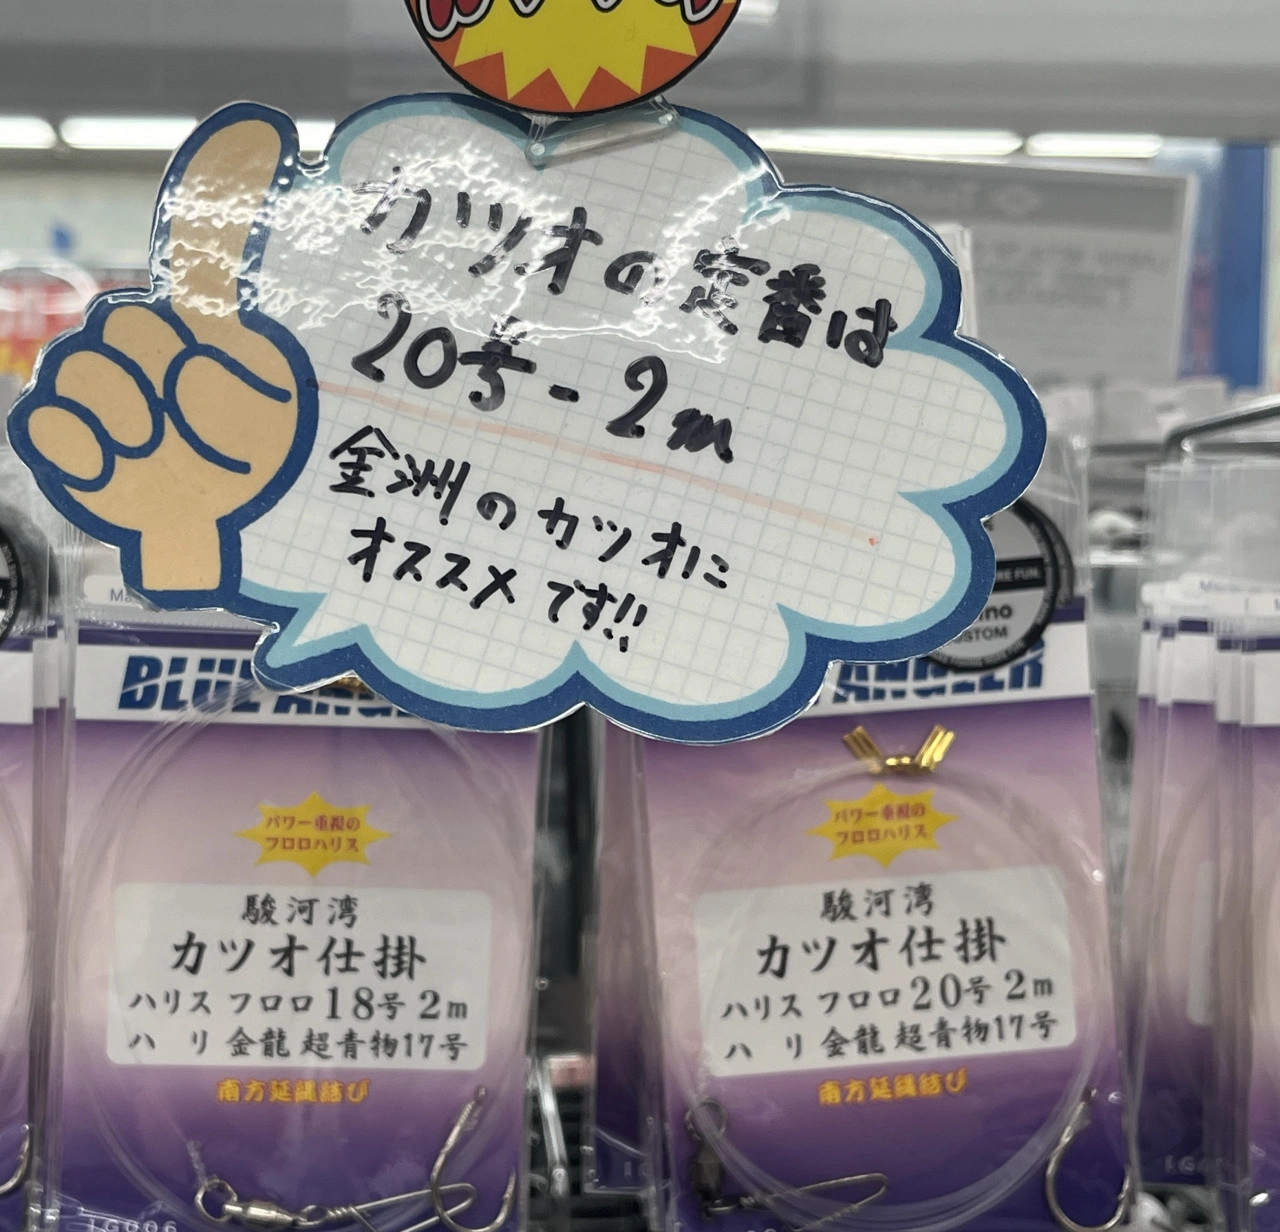 カツオの定番は
20号-2m
金洲のカツオに
オススメです!!
BLUE ANGL
ANGLER
パワー重視の
フロロハリス
駿河湾
カツオ仕掛
ハリス フロロ18号 2m
ハリ 金龍 超青物17号
南方延縄結び
IG006
パワー重視の
フロロハリス
駿河湾
カツオ仕掛
ハリス フロロ20号 2m
ハリ 金龍 超青物17号
南方延縄結び